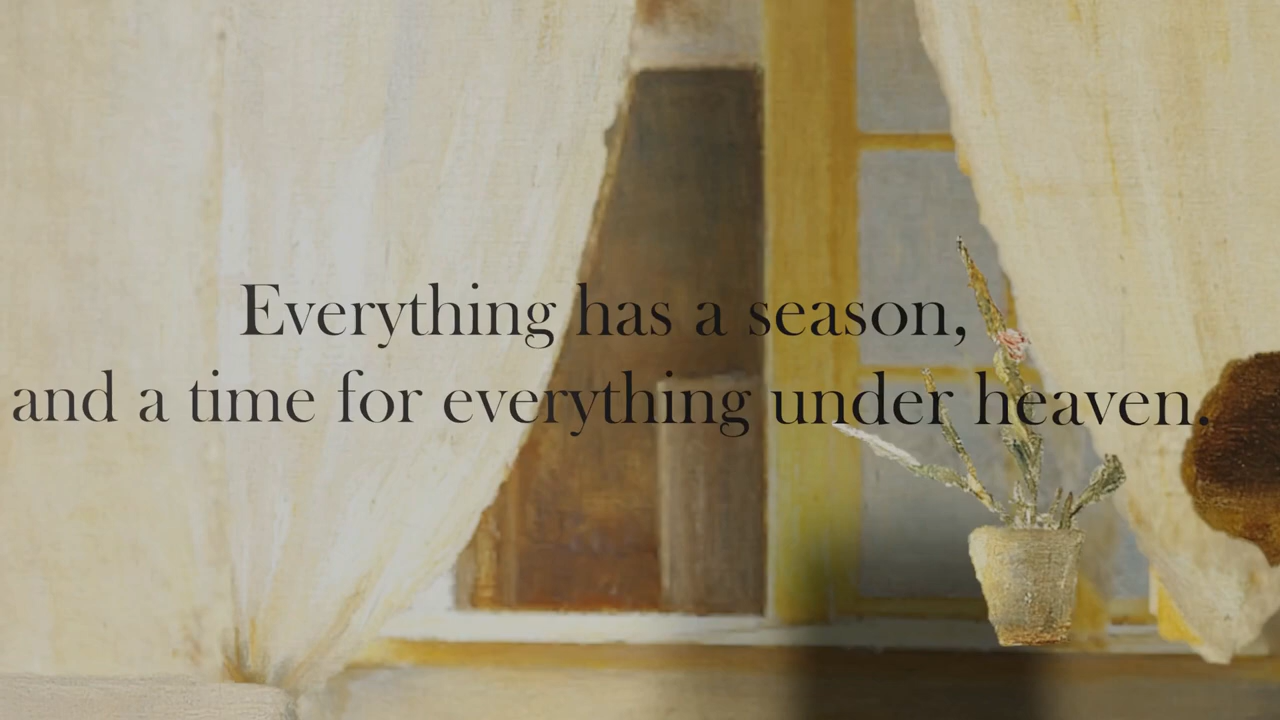 Everything has a season,
and a time for everything under heaven.